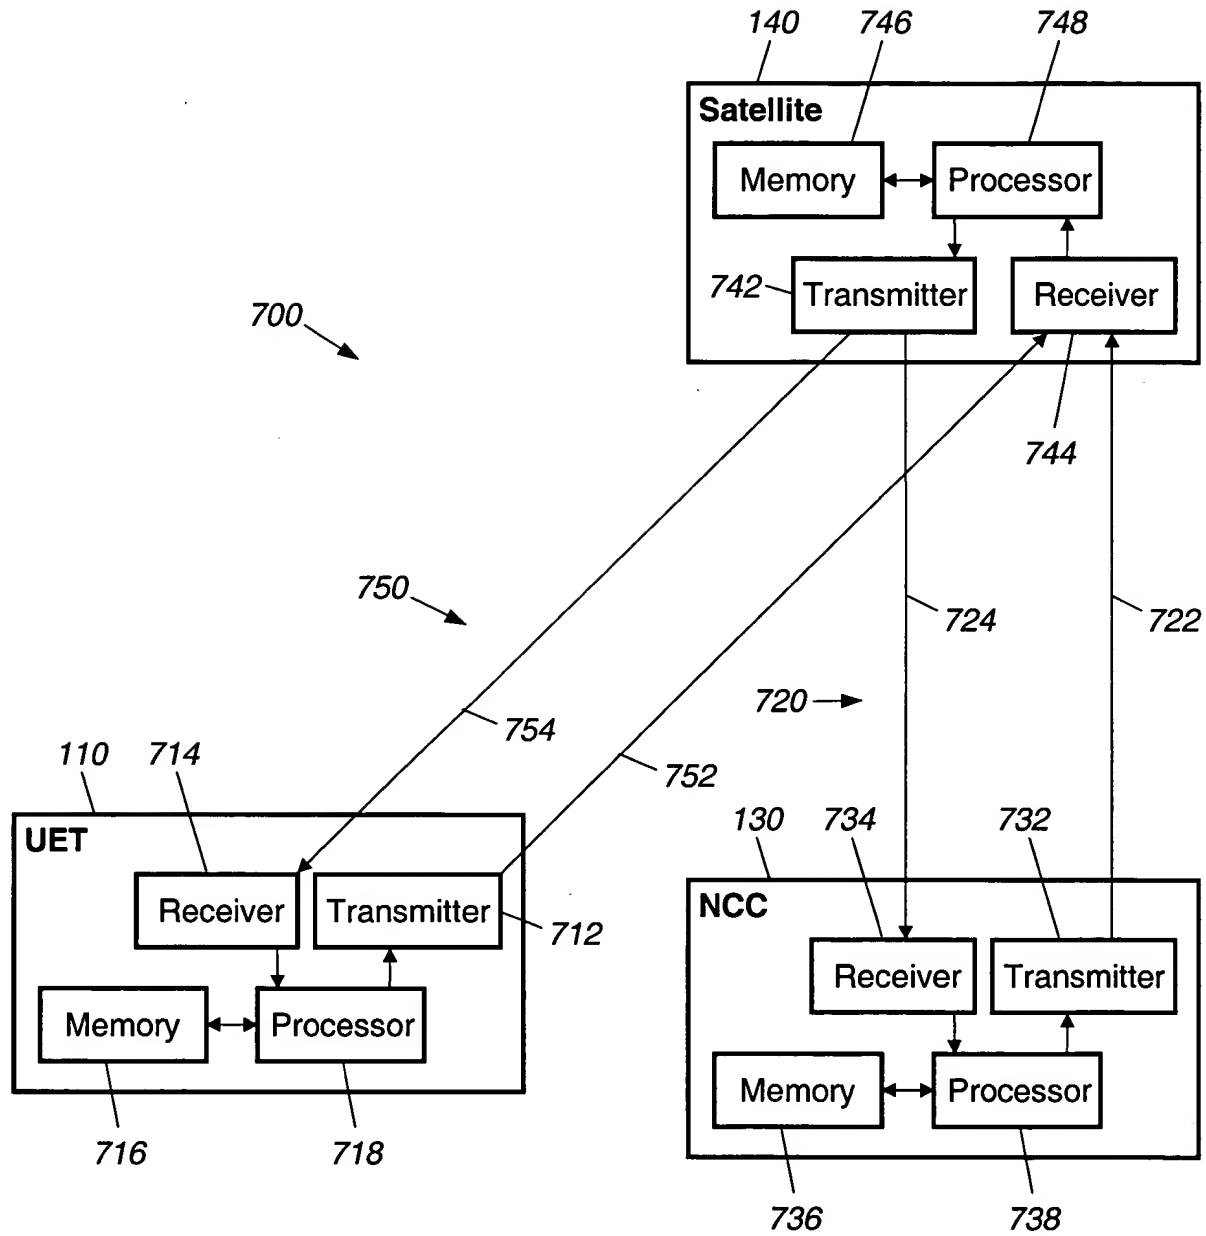 140 746 748
Satellite
Memory Processor
742 Transmitter Receiver
700
744
750
724 722
720
754
752
110 714
130 734 732
UET
NCC
Receiver Transmitter
712
Receiver Transmitter
Memory Processor
Memory Processor
716 718
736 738